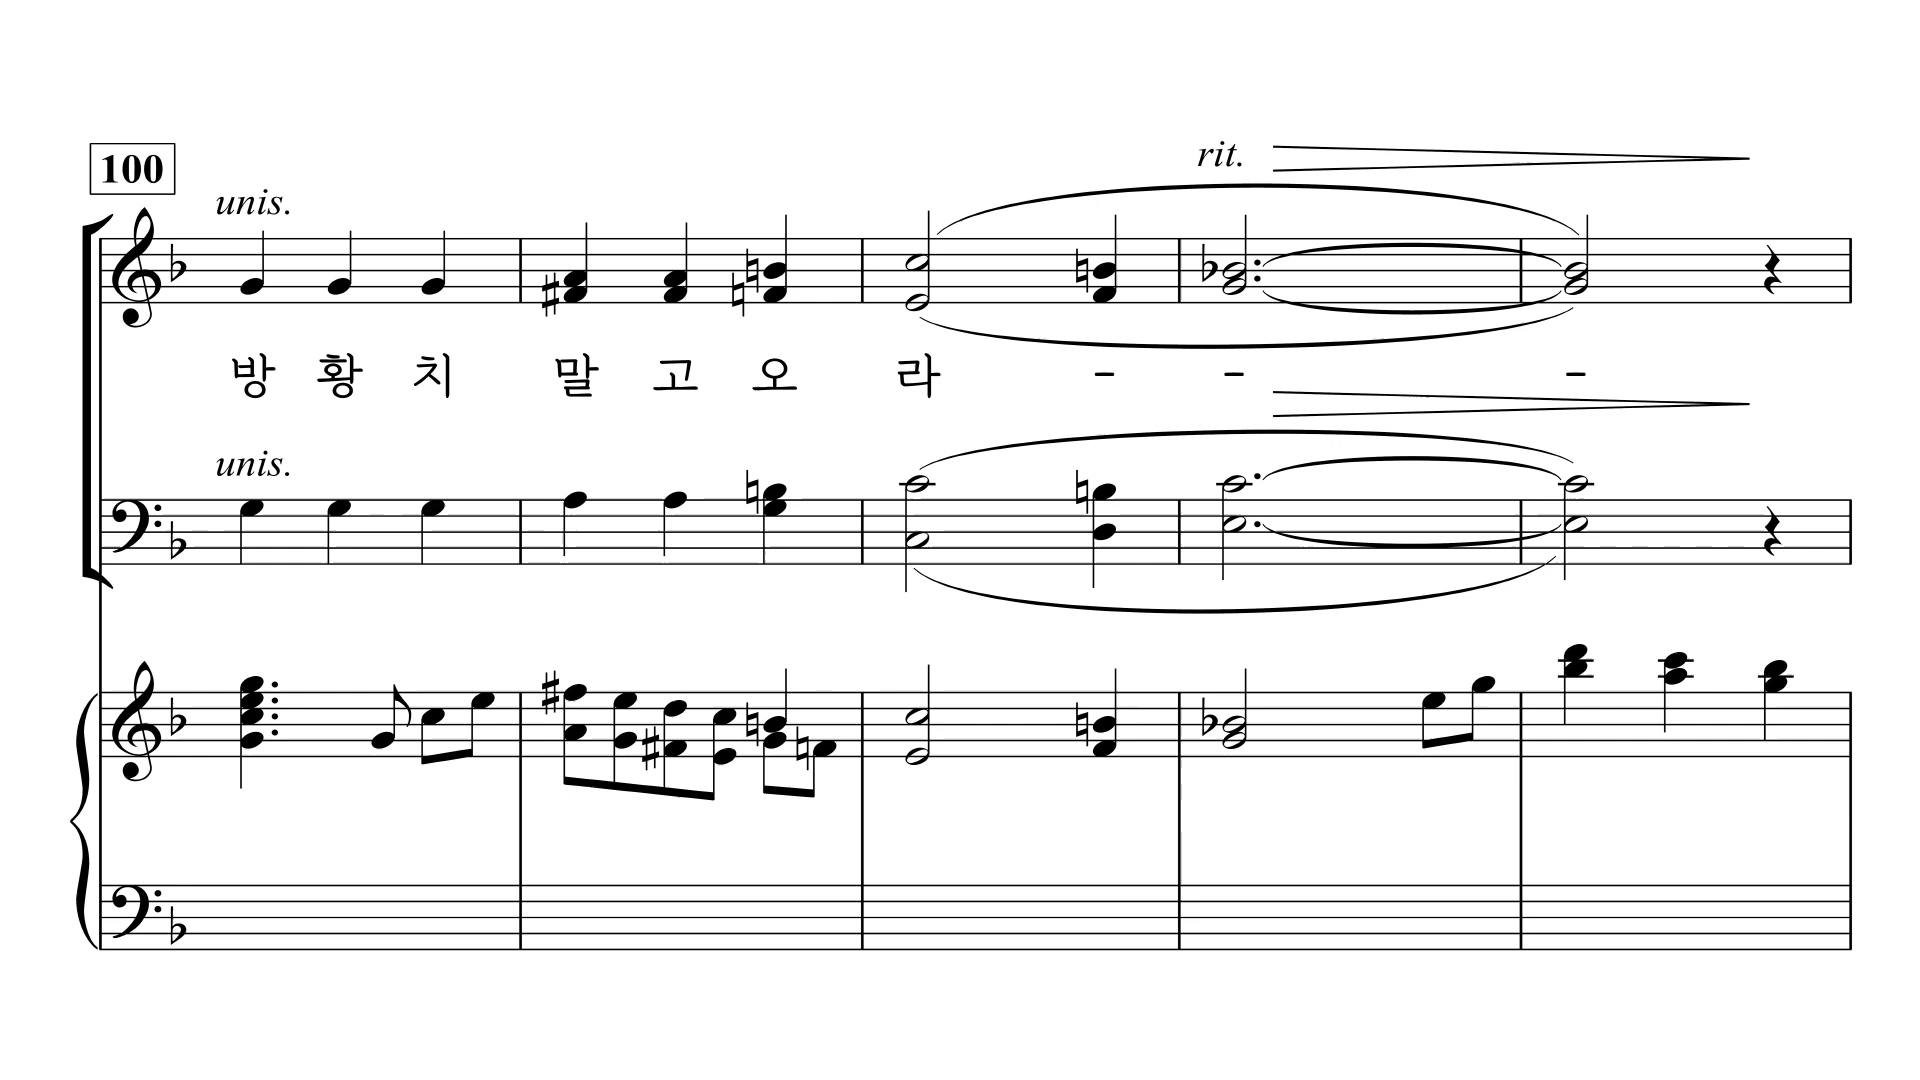 100
unis.
rit.
방 황 치 말 고 오 라 - - -
unis.